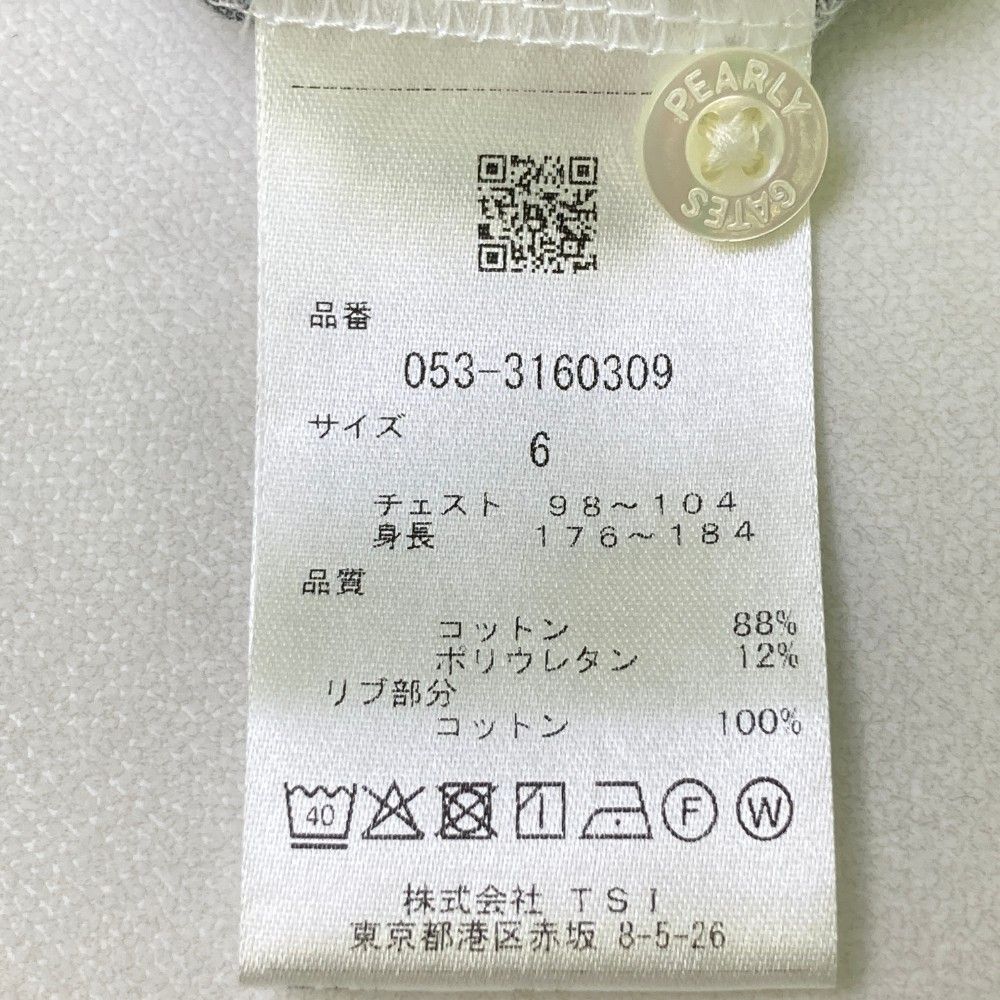 PEARLY
GATES
品番
053-3160309
サイズ
6
チェスト 98～104
身長 176～184
品質
コットン 88%
ポリウレタン 12%
リブ部分
コットン 100%
40 F W
株式会社 TSI
東京都港区赤坂 8-5-26